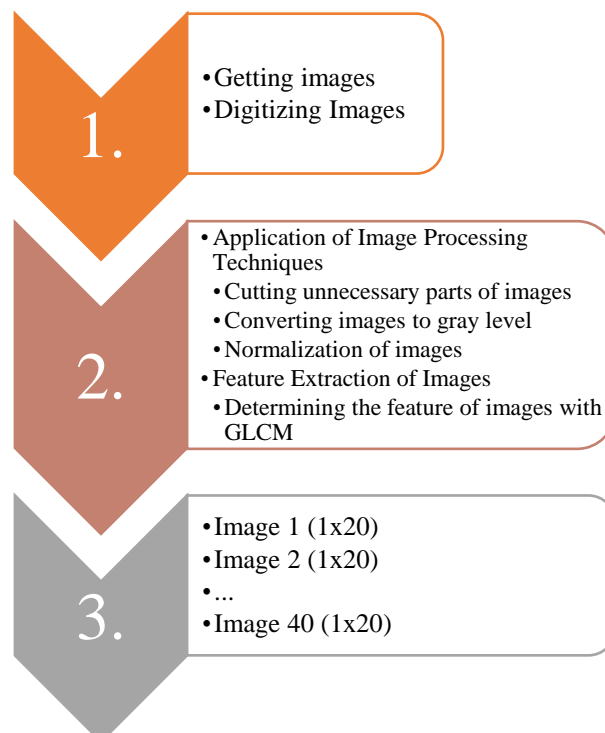 1.
•Getting images
•Digitizing Images
2.
•Application of Image Processing
Techniques
•Cutting unnecessary parts of images
•Converting images to gray level
•Normalization of images
•Feature Extraction of Images
•Determining the feature of images with
GLCM
3.
•Image 1 (1x20)
•Image 2 (1x20)
•...
•Image 40 (1x20)